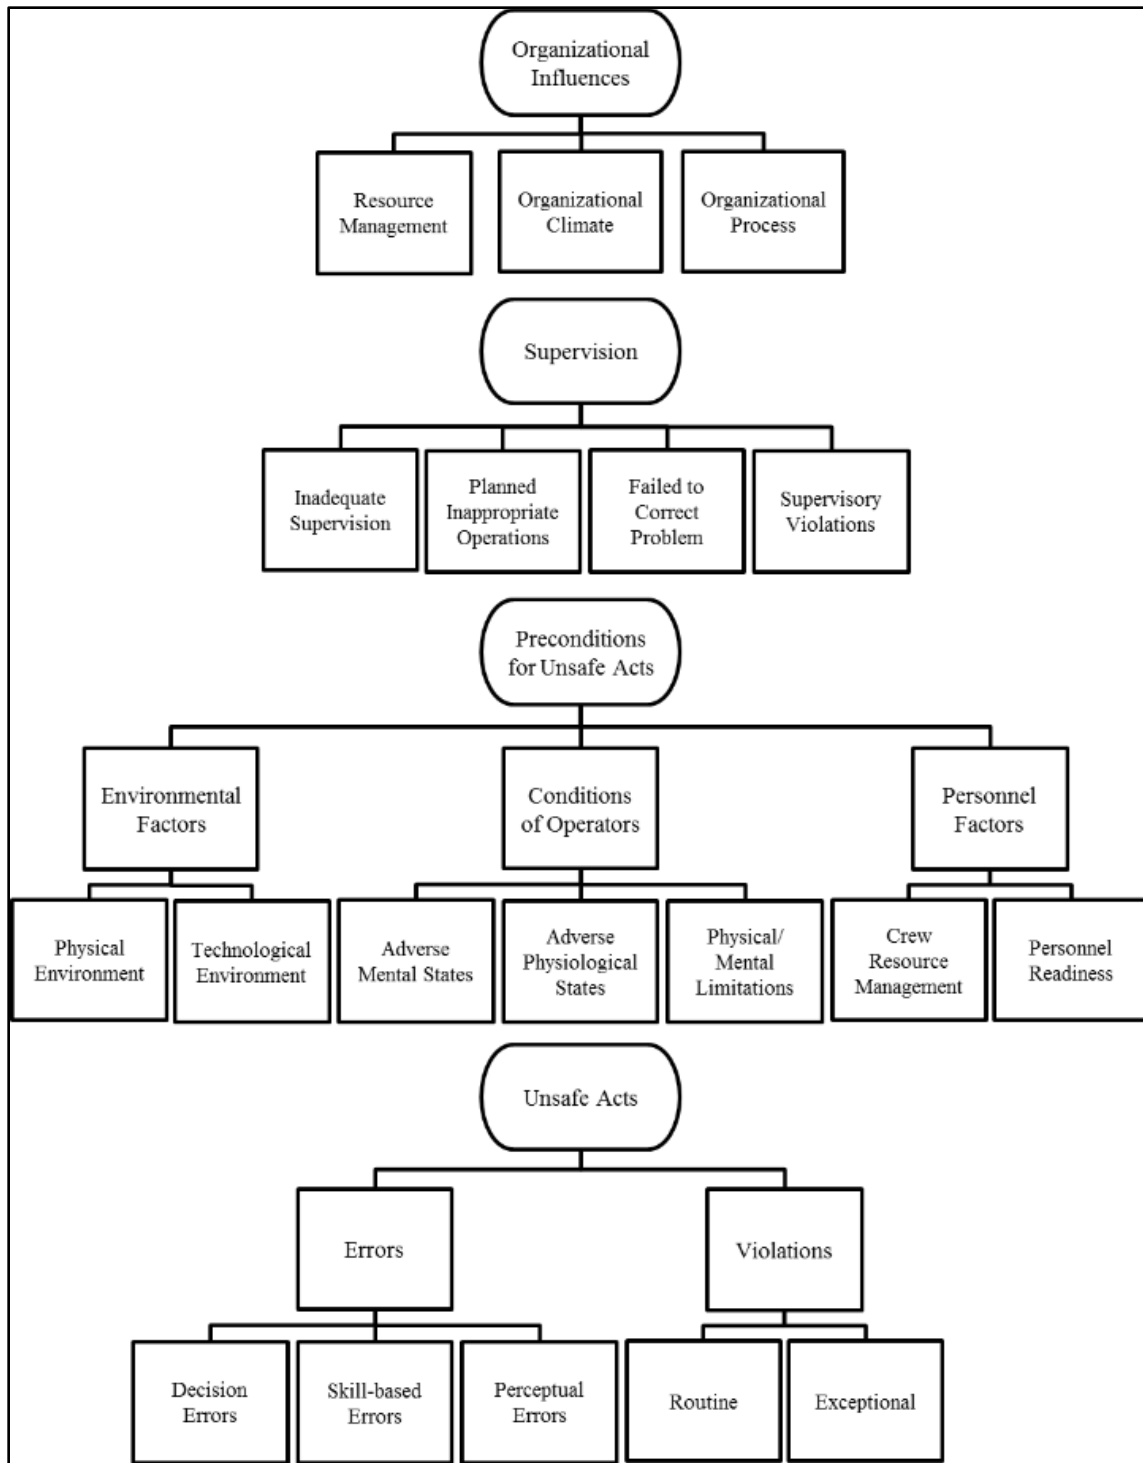 Organizational
Influences
Resource
Management
Organizational
Climate
Organizational
Process
Supervision
Inadequate
Supervision
Planned
Inappropriate
Operations
Failed to
Correct
Problem
Supervisory
Violations
Preconditions
for Unsafe Acts
Environmental
Factors
Conditions
of Operators
Personnel
Factors
Physical
Environment
Technological
Environment
Adverse
Mental States
Adverse
Physiological
States
Physical/
Mental
Limitations
Crew
Resource
Management
Personnel
Readiness
Unsafe Acts
Errors
Violations
Decision
Errors
Skill-based
Errors
Perceptual
Errors
Routine
Exceptional